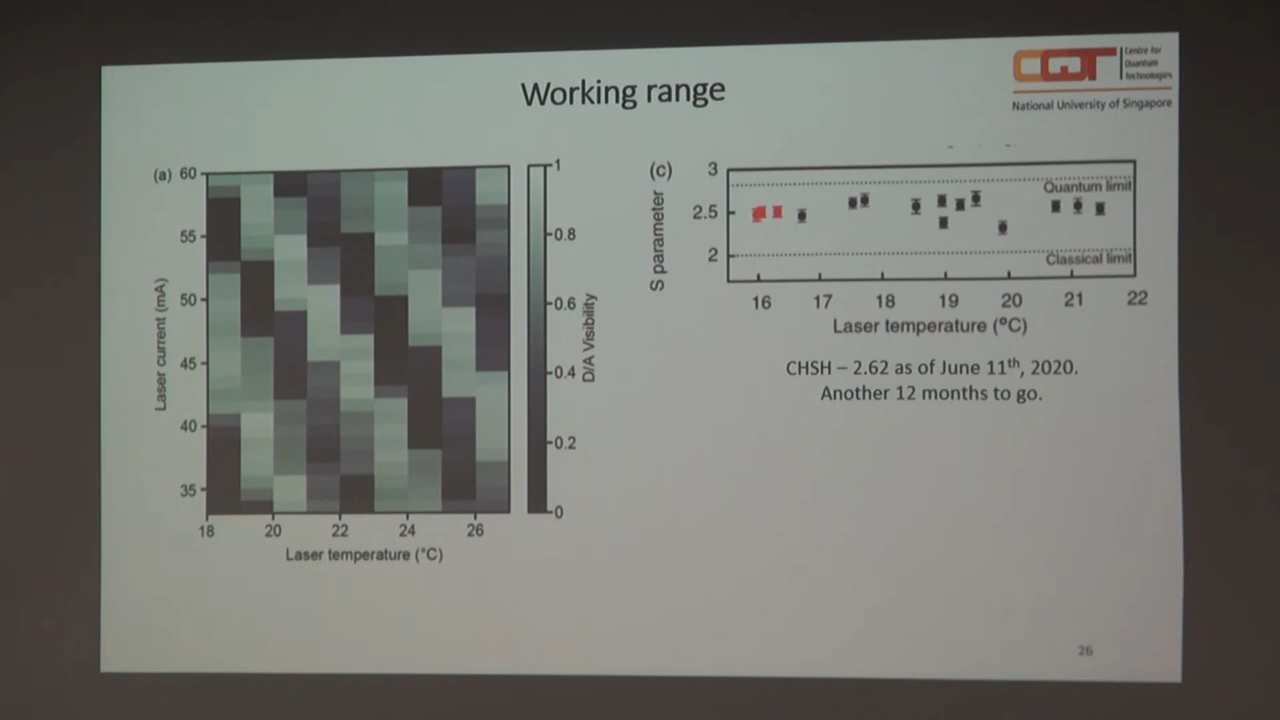 Working range
CQT
Centre for
Quantum
Technologies
National University of Singapore
(a)
60
55
50
45
40
35
Laser current (mA)
18 20 22 24 26
Laser temperature (°C)
1
0.8
0.6
0.4
0.2
0
D/A Visibility
(c)
S parameter
3
2.5
2
Quantum limit
Classical limit
16 17 18 19 20 21 22
Laser temperature (ºC)
CHSH – 2.62 as of June 11th, 2020.
Another 12 months to go.
26